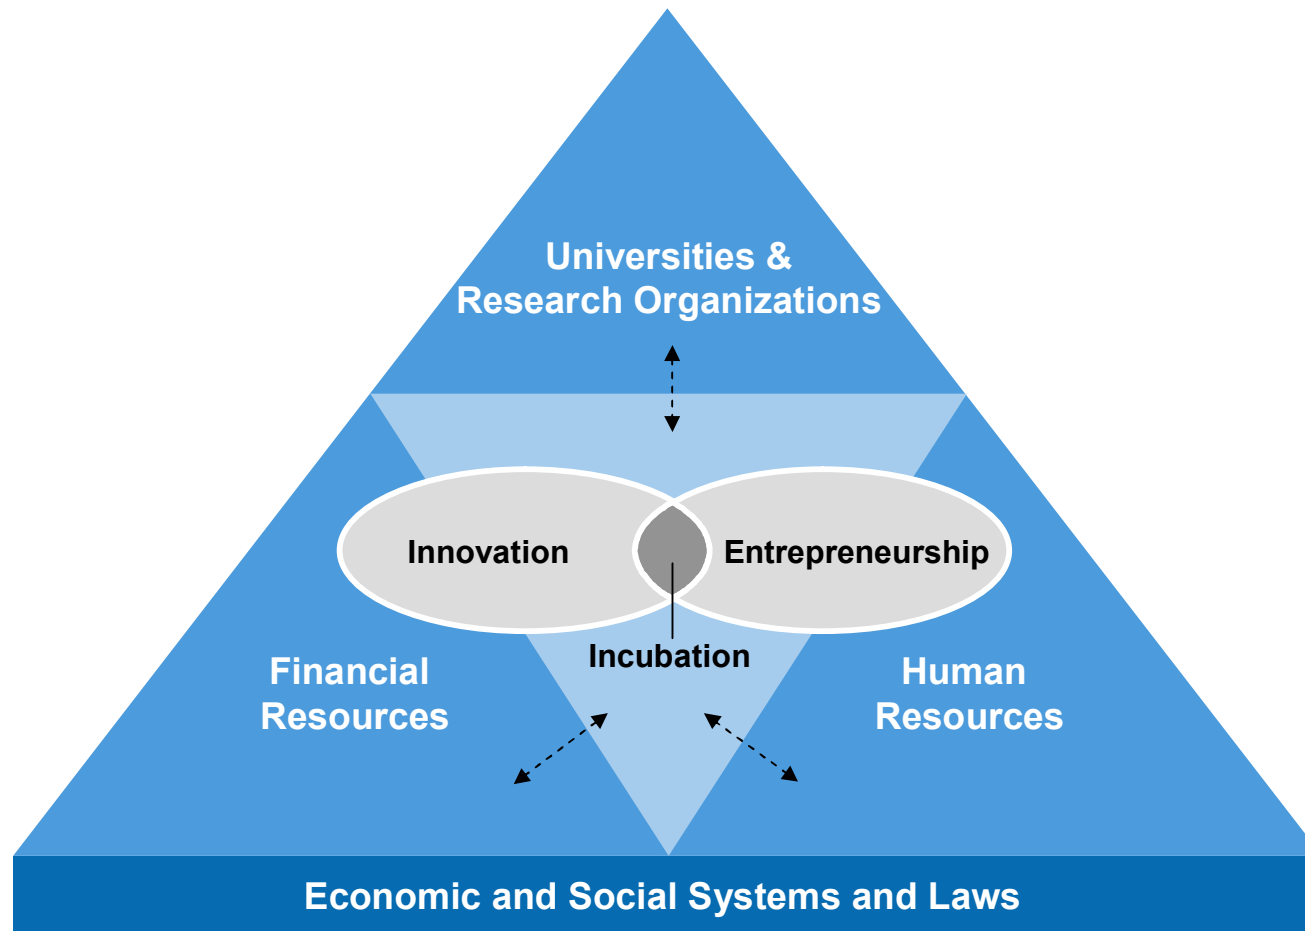 Universities &
Research Organizations
Innovation
Entrepreneurship
Incubation
Financial
Resources
Human
Resources
Economic and Social Systems and Laws